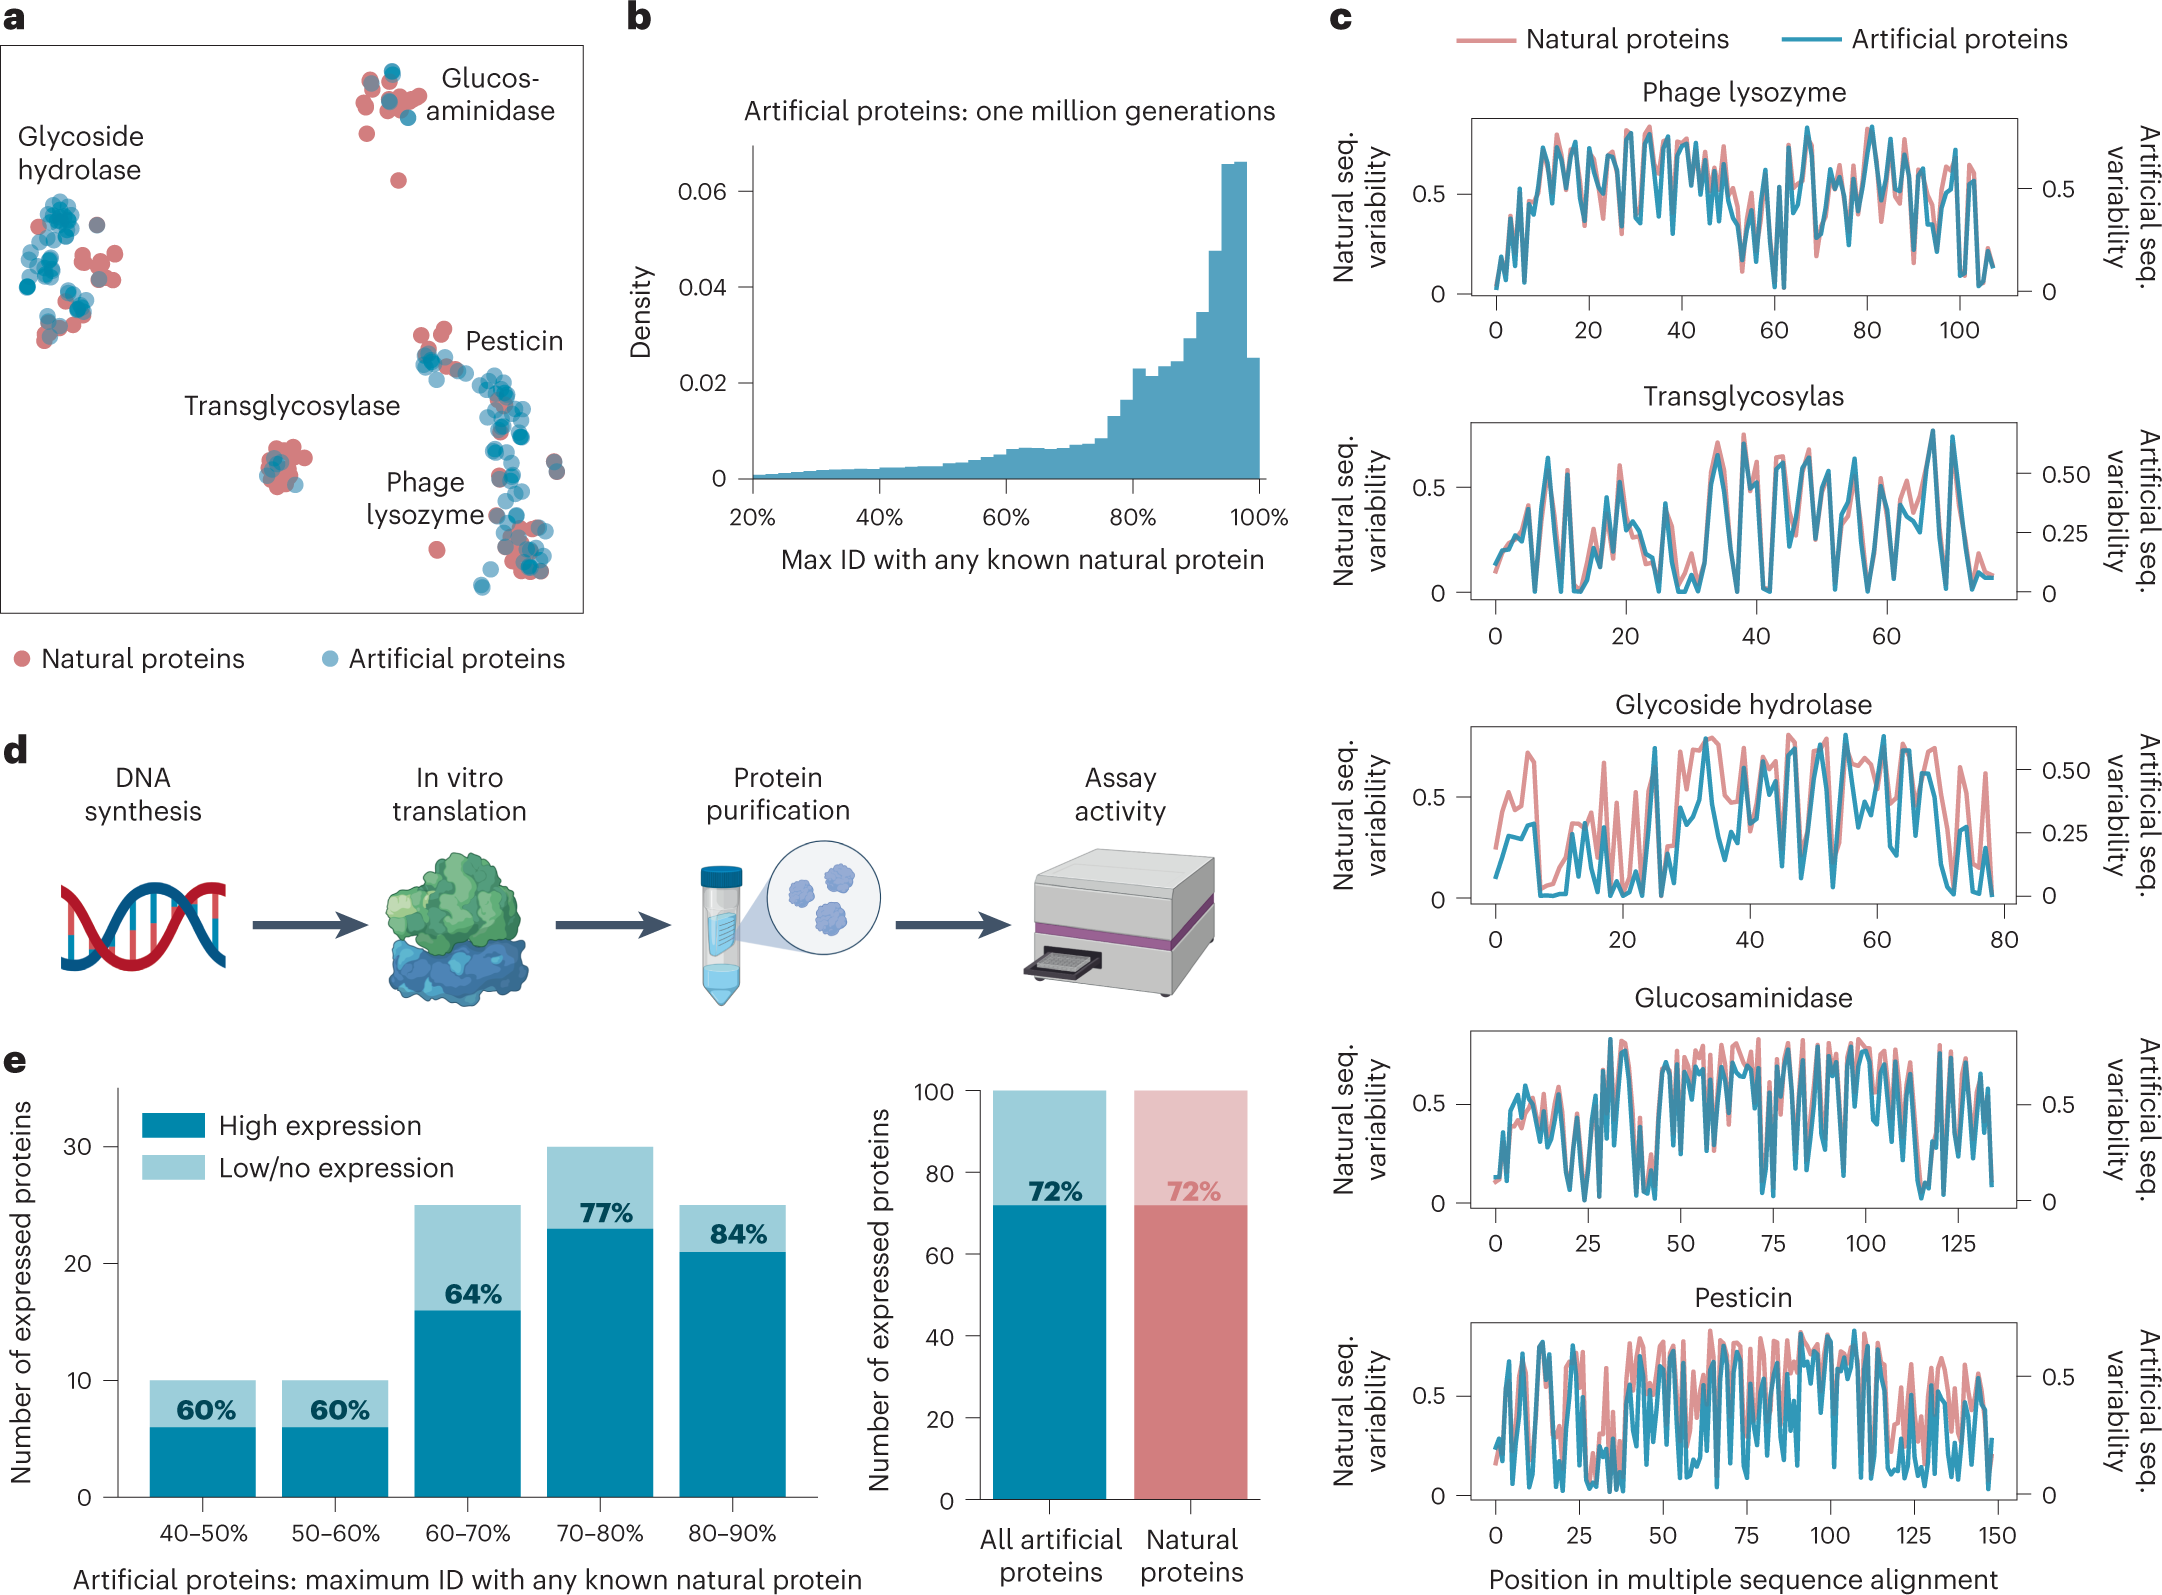 a
Glucos-
aminidase
Glycoside
hydrolase
Pesticin
Transglycosylase
Phage
lysozyme
Natural proteins
Artificial proteins
b
Artificial proteins: one million generations
Density
0.06
0.04
0.02
0
20%
40%
60%
80%
100%
Max ID with any known natural protein
c
Natural proteins
Artificial proteins
Phage lysozyme
Natural seq.
variability
0.5
0
Artificial seq.
variability
0.5
0
0
20
40
60
80
100
Transglycosylas
Natural seq.
variability
0.5
0
Artificial seq.
variability
0.50
0.25
0
0
20
40
60
Glycoside hydrolase
Natural seq.
variability
0.5
0
Artificial seq.
variability
0.50
0.25
0
0
20
40
60
80
Glucosaminidase
Natural seq.
variability
0.5
0
Artificial seq.
variability
0.5
0
0
25
50
75
100
125
Pesticin
Natural seq.
variability
0.5
0
Artificial seq.
variability
0.5
0
0
25
50
75
100
125
150
Position in multiple sequence alignment
d
DNA
synthesis
In vitro
translation
Protein
purification
Assay
activity
e
Number of expressed proteins
30
20
10
0
High expression
Low/no expression
60%
60%
64%
77%
84%
40–50%
50–60%
60–70%
70–80%
80–90%
Artificial proteins: maximum ID with any known natural protein
Number of expressed proteins
100
80
60
40
20
0
72%
72%
All artificial
proteins
Natural
proteins